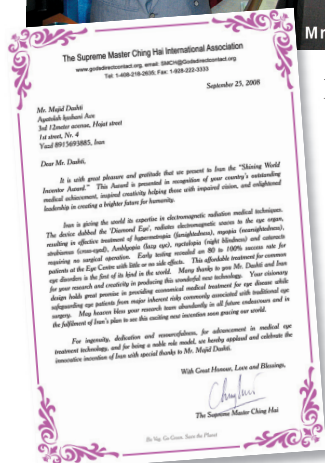 Mr
The Supreme Master Ching Hai International Association
www.godsdirectcontact.org, email: SMCH@Godsdirectcontact.org
Tel: 1-408-218-2635; Fax: 1-928-222-3333
September 25, 2008
Mr. Majid Dashti
Ayatolah kashani Ave
3rd 12meter avenue, Hojat street
1st street, Nr. 4
Yazd 8915693885, Iran
Dear Mr. Dashti,
It is with great pleasure and gratitude that we present to Iran the "Shining World
Inventor Award." This Award is presented in recognition of your country's outstanding
medical achievement, inspired creativity helping those with impaired vision, and enlightened
leadership in creating a brighter future for humanity.
Iran is giving the world its expertise in electromagnetic radiation medical techniques.
The device dubbed the 'Diamond Eye', radiates electromagnetic waves to the eye organ,
resulting in effective treatment of hypermetropia (farsightedness), myopia (nearsightedness),
strabismus (cross-eyed), Amblyopia (lazy eye), nyctalopia (night blindness) and cataracts
requiring no surgical operation. Early testing revealed an 80 to 100% success rate for
patients at the Eye Centre with little or no side effects. This affordable treatment for common
eye disorders is the first of its kind in the world. Many thanks to you Mr. Dashti and Iran
for your research and creativity in producing this wonderful new technology. Your visionary
design holds great promise in providing economical medical treatment for eye disease while
safeguarding eye patients from major inherent risks commonly associated with traditional eye
surgery. May heaven bless your research team abundantly in all future endeavours and in
the fulfilment of Iran's plan to see this exciting new invention soon gracing our world.
For ingenuity, dedication and resourcefulness, for advancement in medical eye
treatment technology, and for being a noble role model, we hereby applaud and celebrate the
innovative invention of Iran with special thanks to Mr. Majid Dashti.
With Great Honour, Love and Blessings,
The Supreme Master Ching Hai
Be Veg, Go Green, Save the Planet